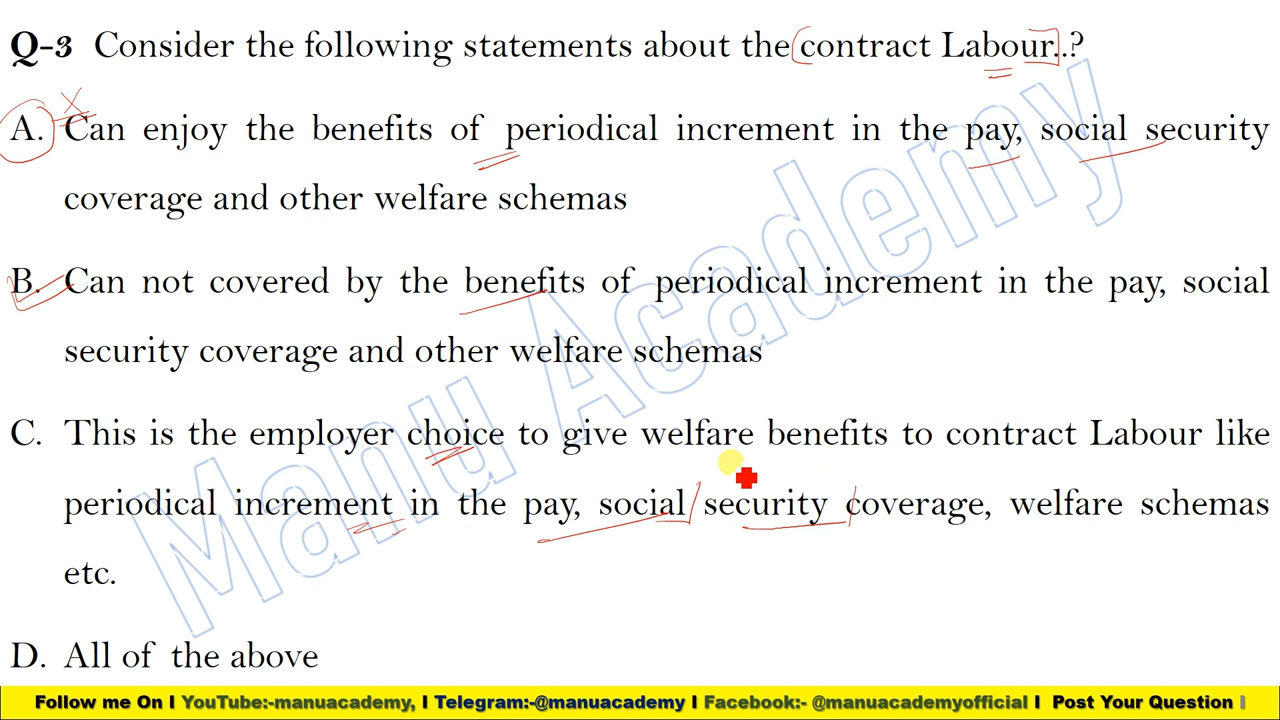 Q-3 Consider the following statements about the contract Labour..?
A. Can enjoy the benefits of periodical increment in the pay, social security
coverage and other welfare schemas
B. Can not covered by the benefits of periodical increment in the pay, social
security coverage and other welfare schemas
C. This is the employer choice to give welfare benefits to contract Labour like
periodical increment in the pay, social security coverage, welfare schemas
etc.
D. All of the above
Manu Academy
Follow me On I YouTube:-manuacademy, I Telegram:-@manuacademy I Facebook:- @manuacademyofficial I Post Your Question I